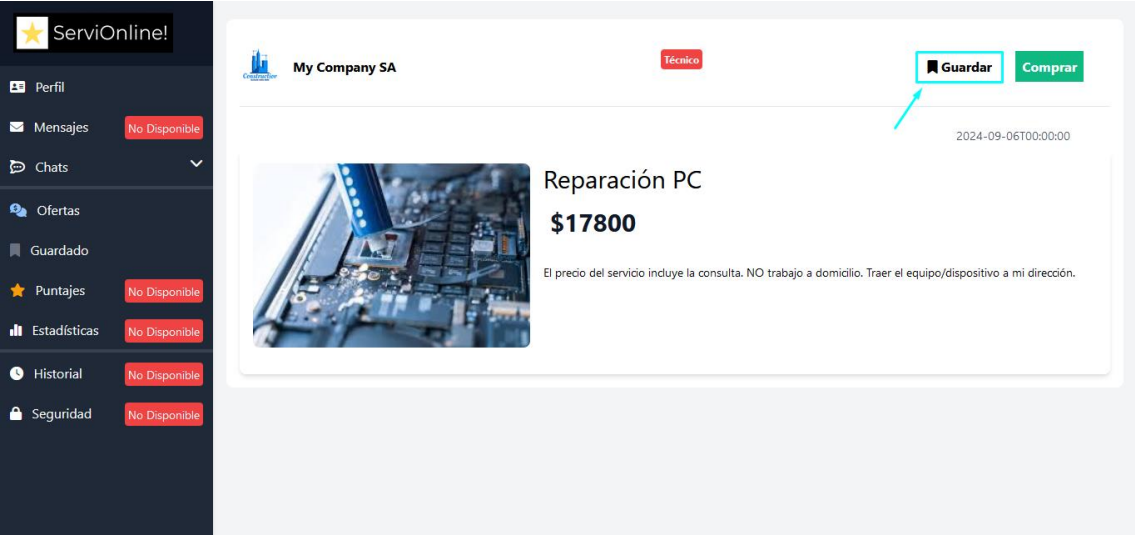 ServiOnline!
Perfil
Mensajes No Disponible
Chats
Ofertas
Guardado
Puntajes No Disponible
Estadísticas No Disponible
Historial No Disponible
Seguridad No Disponible
Construction
My Company SA
Técnico
Guardar
Comprar
2024-09-06T00:00:00
Reparación PC
$17800
El precio del servicio incluye la consulta. NO trabajo a domicilio. Traer el equipo/dispositivo a mi dirección.